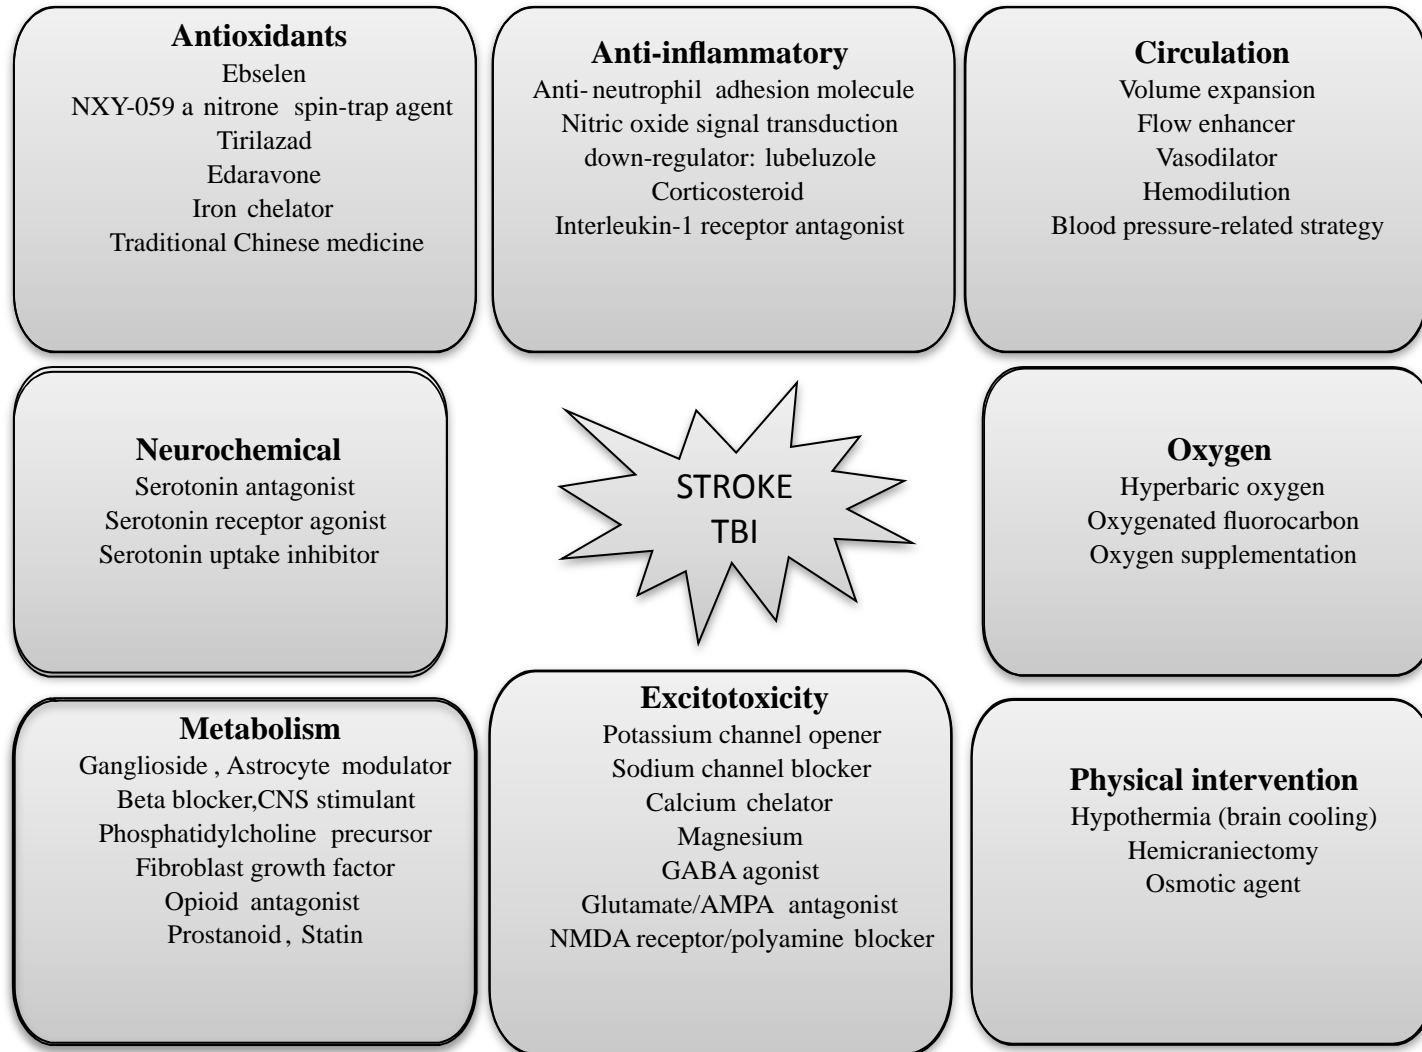 Antioxidants
Ebselen
NXY-059 a nitrone spin-trap agent
Tirilazad
Edaravone
Iron chelator
Traditional Chinese medicine
Anti-inflammatory
Anti-neutrophil adhesion molecule
Nitric oxide signal transduction
down-regulator: lubeluzole
Corticosteroid
Interleukin-1 receptor antagonist
Circulation
Volume expansion
Flow enhancer
Vasodilator
Hemodilution
Blood pressure-related strategy
Neurochemical
Serotonin antagonist
Serotonin receptor agonist
Serotonin uptake inhibitor
STROKE
TBI
Oxygen
Hyperbaric oxygen
Oxygenated fluorocarbon
Oxygen supplementation
Metabolism
Ganglioside, Astrocyte modulator
Beta blocker,CNS stimulant
Phosphatidylcholine precursor
Fibroblast growth factor
Opioid antagonist
Prostanoid, Statin
Excitotoxicity
Potassium channel opener
Sodium channel blocker
Calcium chelator
Magnesium
GABA agonist
Glutamate/AMPA antagonist
NMDA receptor/polyamine blocker
Physical intervention
Hypothermia (brain cooling)
Hemicraniectomy
Osmotic agent